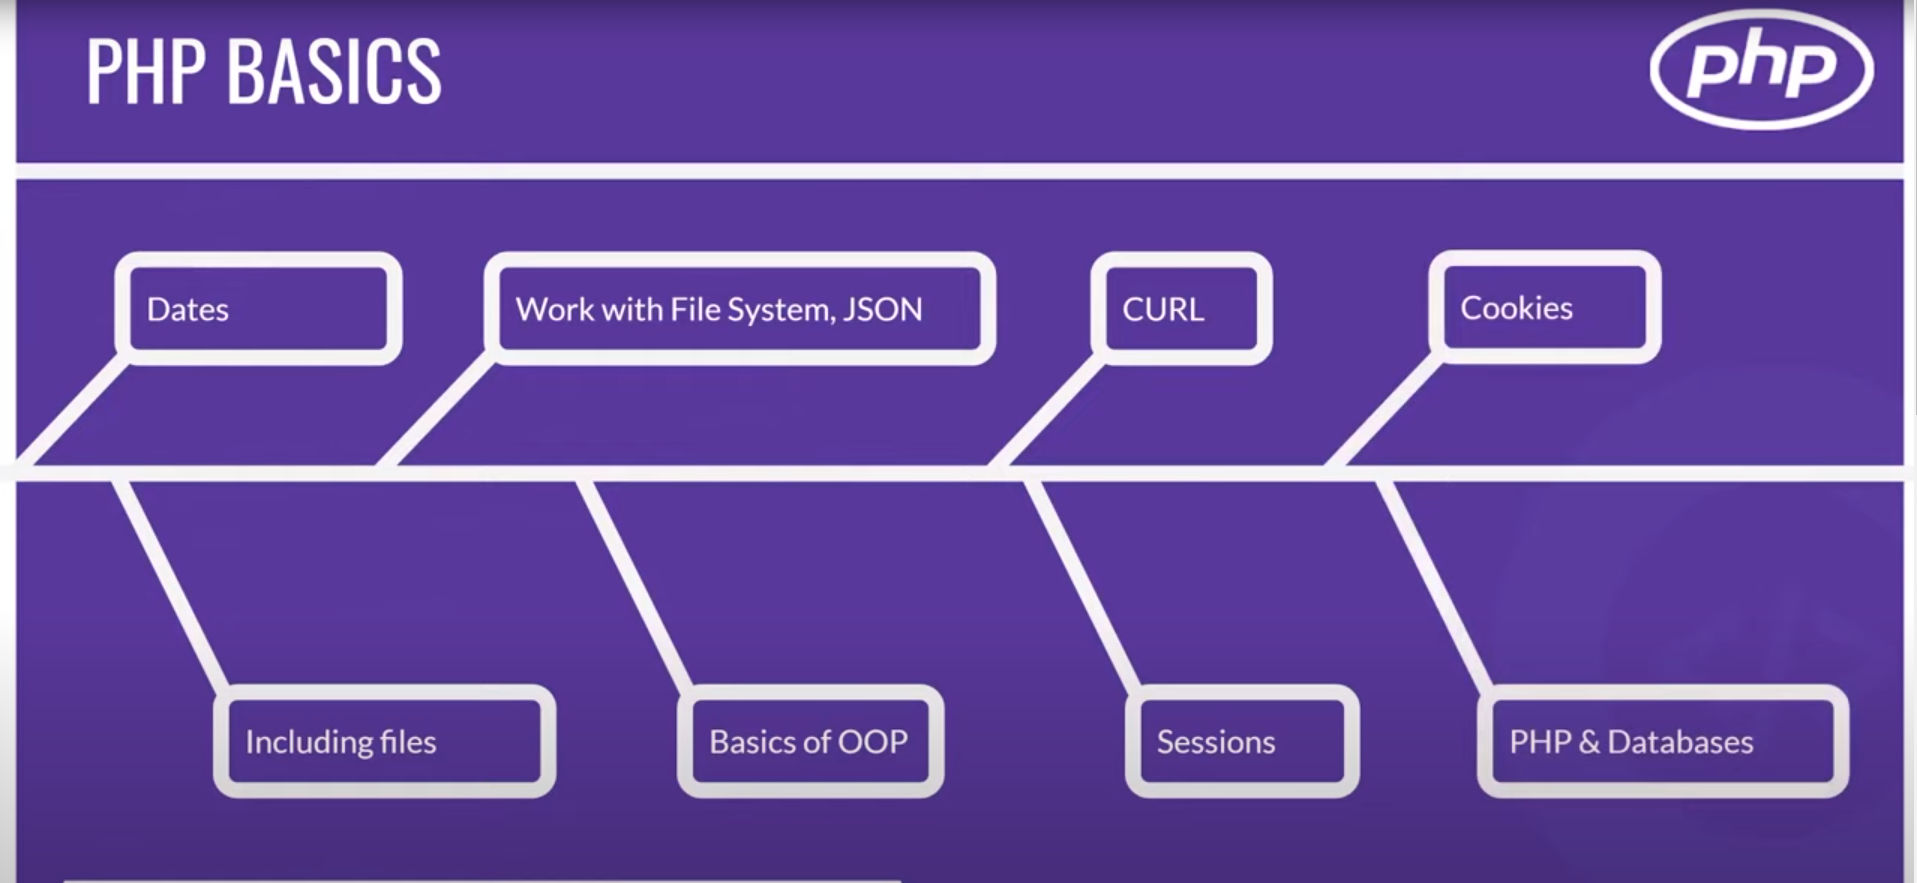 PHP BASICS
php
Dates
Work with File System, JSON
CURL
Cookies
Including files
Basics of OOP
Sessions
PHP & Databases